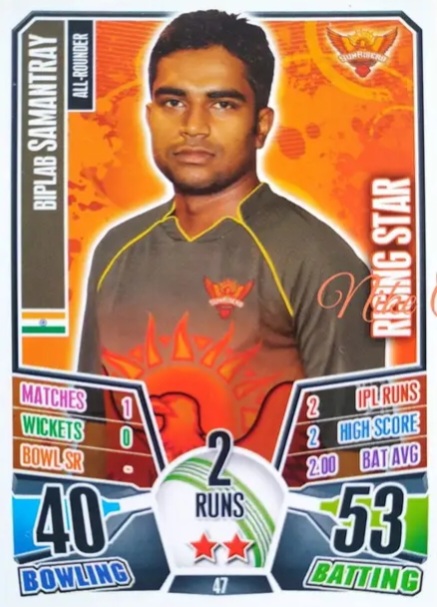 BIPLAB SAMANTRAY
ALL-ROUNDER
SUNRISERS
RISING STAR
MATCHES 1
WICKETS 0
BOWL SR -
2 IPL RUNS
2 HIGH SCORE
2.00 BAT AVG
2
RUNS
40
BOWLING
53
BATTING
47